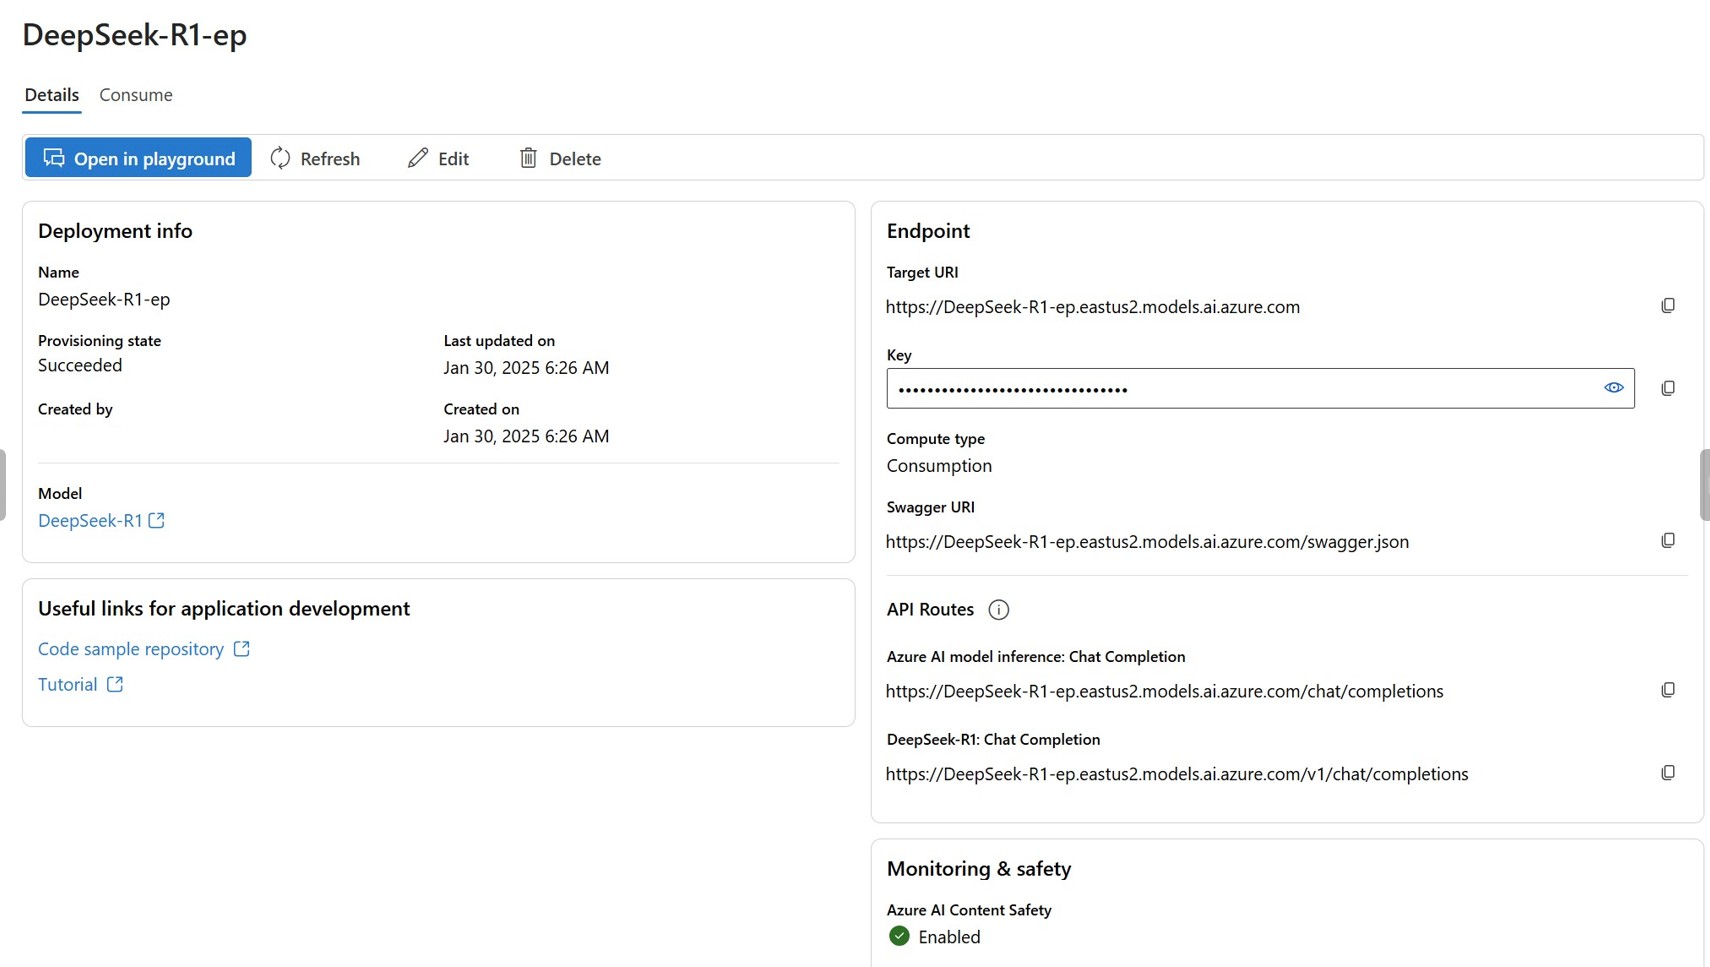 DeepSeek-R1-ep
Details Consume
Open in playground Refresh Edit Delete
Deployment info
Name
DeepSeek-R1-ep
Provisioning state Last updated on
Succeeded Jan 30, 2025 6:26 AM
Created by Created on
Jan 30, 2025 6:26 AM
Model
DeepSeek-R1
Useful links for application development
Code sample repository
Tutorial
Endpoint
Target URI
https://DeepSeek-R1-ep.eastus2.models.ai.azure.com
Key
•••••••••••••••••••••••••••••••• 
Compute type
Consumption
Swagger URI
https://DeepSeek-R1-ep.eastus2.models.ai.azure.com/swagger.json
API Routes
Azure AI model inference: Chat Completion
https://DeepSeek-R1-ep.eastus2.models.ai.azure.com/chat/completions
DeepSeek-R1: Chat Completion
https://DeepSeek-R1-ep.eastus2.models.ai.azure.com/v1/chat/completions
Monitoring & safety
Azure AI Content Safety
Enabled